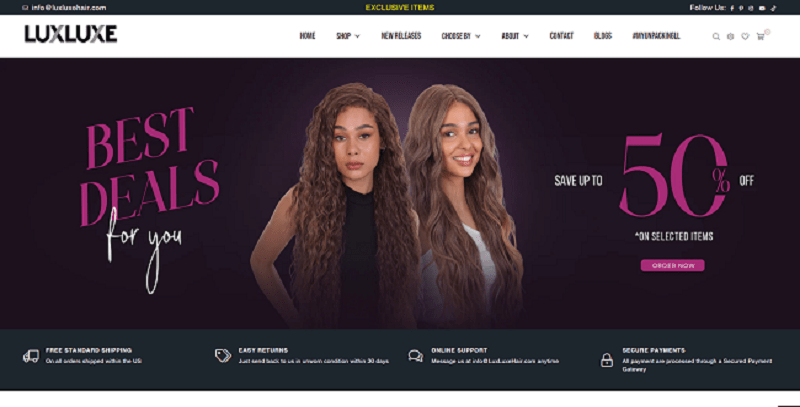 info@luxluxehair.com
EXCLUSIVE ITEMS
Follow Us:
LUXLUXE
HOME SHOP NEW RELEASES CHOOSE BY ABOUT CONTACT BLOGS #MYUNPACKINGLL
0
BEST
DEALS
for you
SAVE UP TO 50% OFF
*ON SELECTED ITEMS
ORDER NOW
FREE STANDARD SHIPPING
On all orders shipped within the US!
EASY RETURNS
Just send back to us in unworn condition within 30 days
ONLINE SUPPORT
Message us at info@LuxLuxeHair.com anytime
SECURE PAYMENTS
All payment are processed through a Secured Payment
Gateway